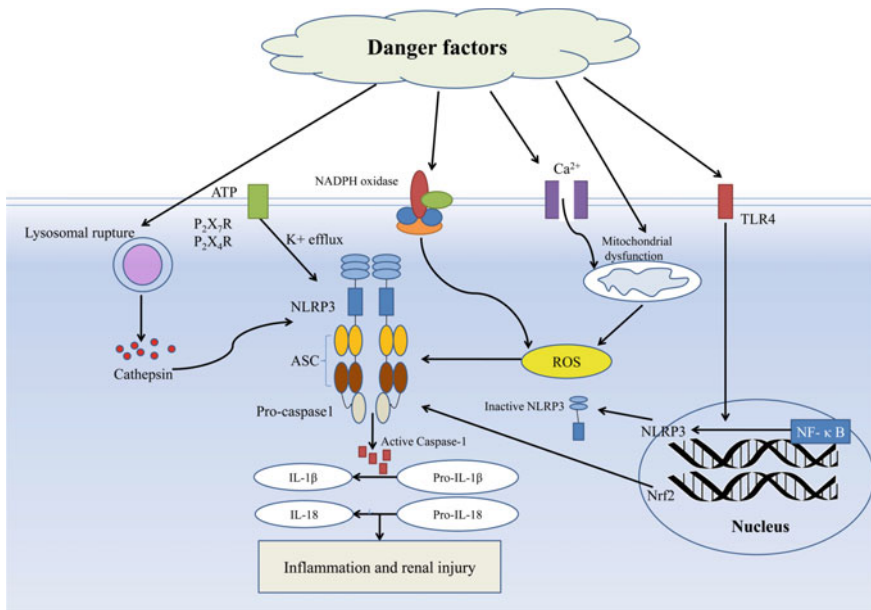 Danger factors
Ca²⁺
NADPH oxidase
ATP
TLR4
P₂X₇R
P₂X₄R
Lysosomal rupture
K+ efflux
Mitochondrial
dysfunction
NLRP3
ASC
ROS
Cathepsin
Pro-caspase1
Inactive NLRP3
NLRP3
NF- κ B
Active Caspase-1
IL-1β
Pro-IL-1β
Nrf2
IL-18
Pro-IL-18
Nucleus
Inflammation and renal injury